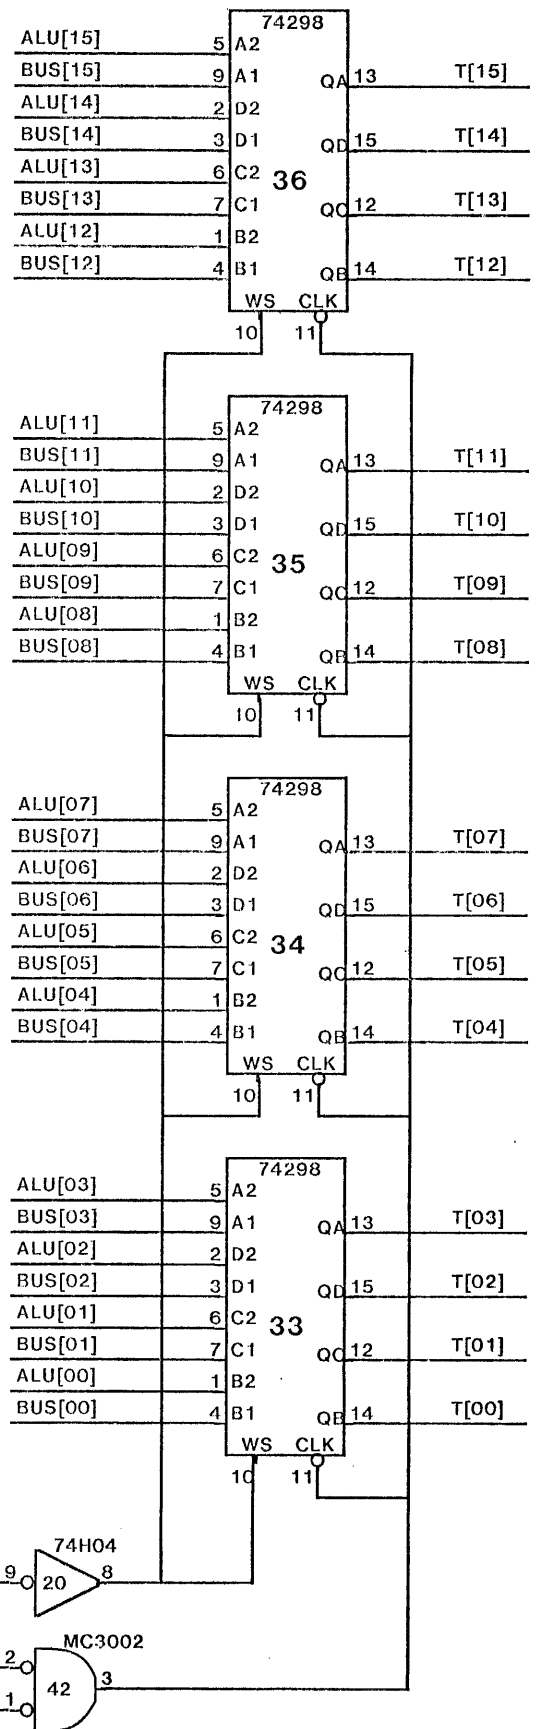 74298
ALU[15] 5 A2
BUS[15] 9 A1 QA 13 T[15]
ALU[14] 2 D2
BUS[14] 3 D1 QD 15 T[14]
ALU[13] 6 C2
36
BUS[13] 7 C1 QC 12 T[13]
ALU[12] 1 B2
BUS[12] 4 B1 QB 14 T[12]
WS CLK
10 11
74298
ALU[11] 5 A2
BUS[11] 9 A1 QA 13 T[11]
ALU[10] 2 D2
BUS[10] 3 D1 QD 15 T[10]
ALU[09] 6 C2
35
BUS[09] 7 C1 QC 12 T[09]
ALU[08] 1 B2
BUS[08] 4 B1 QB 14 T[08]
WS CLK
10 11
74298
ALU[07] 5 A2
BUS[07] 9 A1 QA 13 T[07]
ALU[06] 2 D2
BUS[06] 3 D1 QD 15 T[06]
ALU[05] 6 C2
34
BUS[05] 7 C1 QC 12 T[05]
ALU[04] 1 B2
BUS[04] 4 B1 QB 14 T[04]
WS CLK
10 11
74298
ALU[03] 5 A2
BUS[03] 9 A1 QA 13 T[03]
ALU[02] 2 D2
BUS[02] 3 D1 QD 15 T[02]
ALU[01] 6 C2
33
BUS[01] 7 C1 QC 12 T[01]
ALU[00] 1 B2
BUS[00] 4 B1 QB 14 T[00]
WS CLK
10 11
74H04
9 20 8
MC3002
2
42 3
1